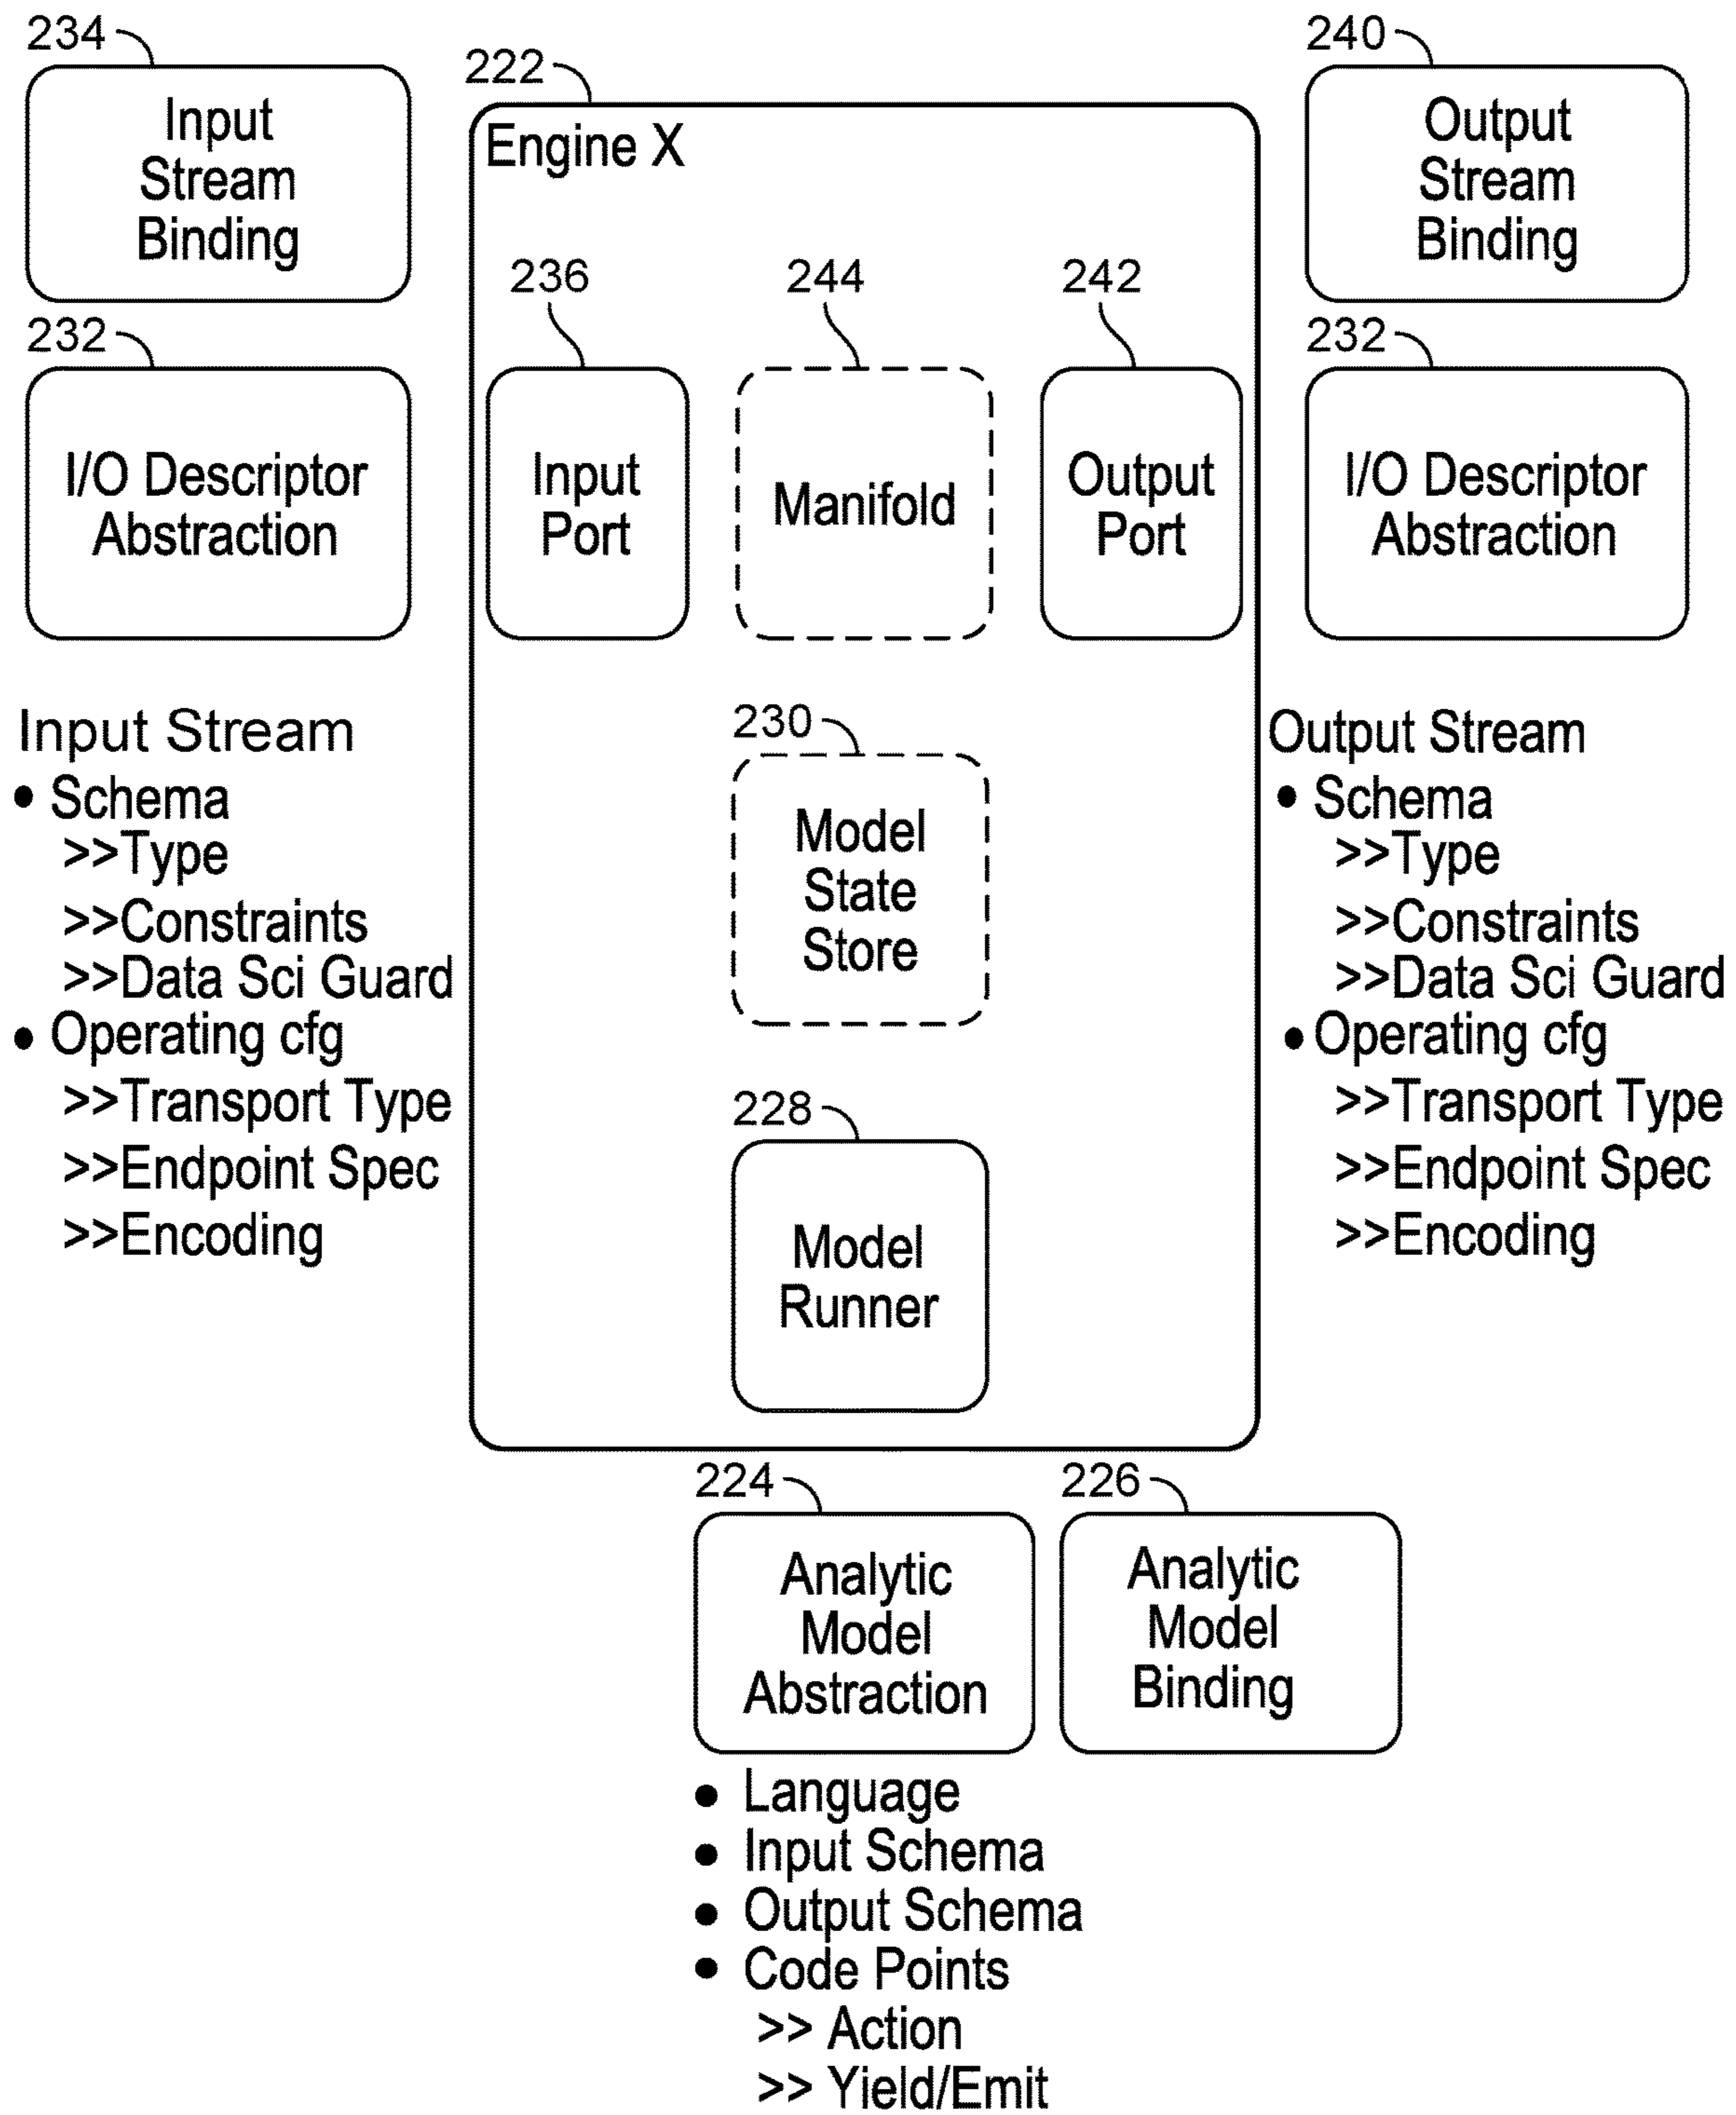 234
Input
Stream
Binding
232
I/O Descriptor
Abstraction
Input Stream
• Schema
>>Type
>>Constraints
>>Data Sci Guard
• Operating cfg
>>Transport Type
>>Endpoint Spec
>>Encoding
222
Engine X
236
Input
Port
244
Manifold
242
Output
Port
230
Model
State
Store
228
Model
Runner
240
Output
Stream
Binding
232
I/O Descriptor
Abstraction
Output Stream
• Schema
>>Type
>>Constraints
>>Data Sci Guard
• Operating cfg
>>Transport Type
>>Endpoint Spec
>>Encoding
224
Analytic
Model
Abstraction
226
Analytic
Model
Binding
• Language
• Input Schema
• Output Schema
• Code Points
>> Action
>> Yield/Emit